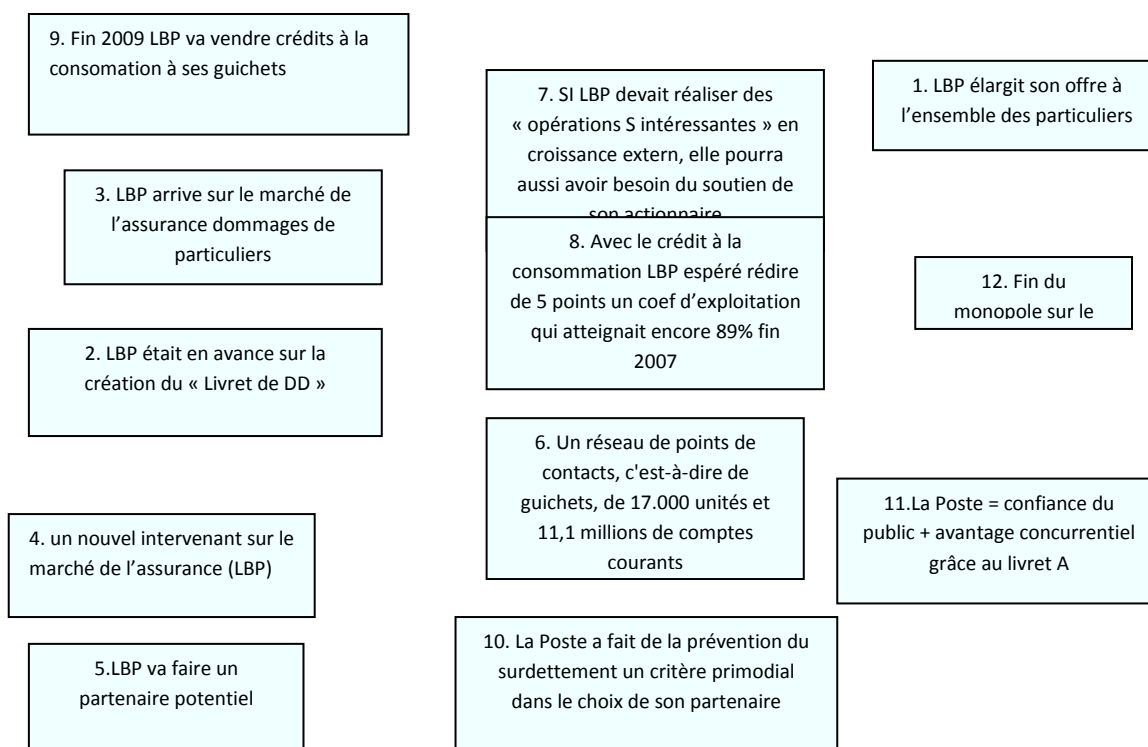 9. Fin 2009 LBP va vendre crédits à la
consomation à ses guichets
3. LBP arrive sur le marché de
l’assurance dommages de
particuliers
2. LBP était en avance sur la
création du « Livret de DD »
4. un nouvel intervenant sur le
marché de l’assurance (LBP)
5.LBP va faire un
partenaire potentiel
7. SI LBP devait réaliser des
« opérations S intéressantes » en
croissance extern, elle pourra
aussi avoir besoin du soutien de
son actionnaire
8. Avec le crédit à la
consommation LBP espéré rédire
de 5 points un coef d’exploitation
qui atteignait encore 89% fin
2007
6. Un réseau de points de
contacts, c'est-à-dire de
guichets, de 17.000 unités et
11,1 millions de comptes
courants
10. La Poste a fait de la prévention du
surdettement un critère primodial
dans le choix de son partenaire
1. LBP élargit son offre à
l’ensemble des particuliers
12. Fin du
monopole sur le
11.La Poste = confiance du
public + avantage concurrentiel
grâce au livret A